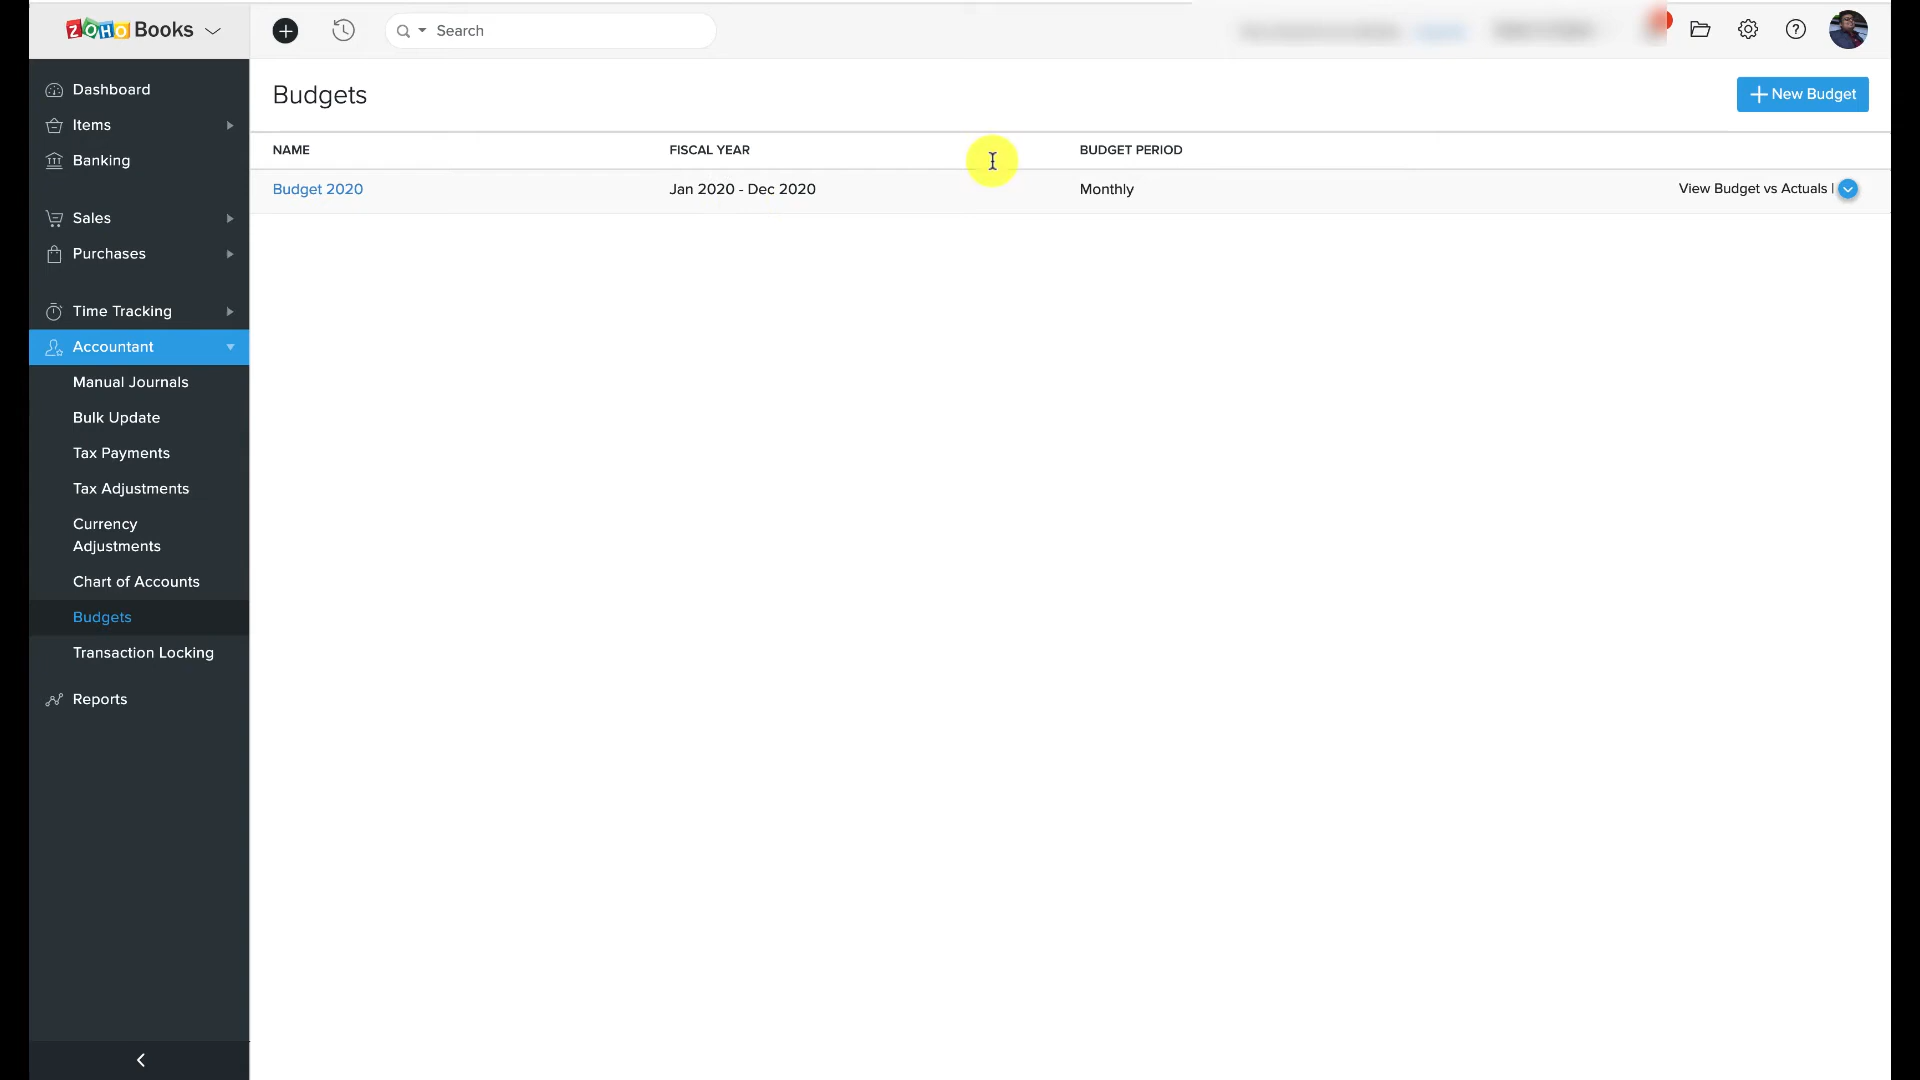 ZOHO Books
Search
Dashboard
Items
Banking
Sales
Purchases
Time Tracking
Accountant
Manual Journals
Bulk Update
Tax Payments
Tax Adjustments
Currency
Adjustments
Chart of Accounts
Budgets
Transaction Locking
Reports
Budgets
New Budget
NAME FISCAL YEAR BUDGET PERIOD
Budget 2020 Jan 2020 - Dec 2020 Monthly View Budget vs Actuals |